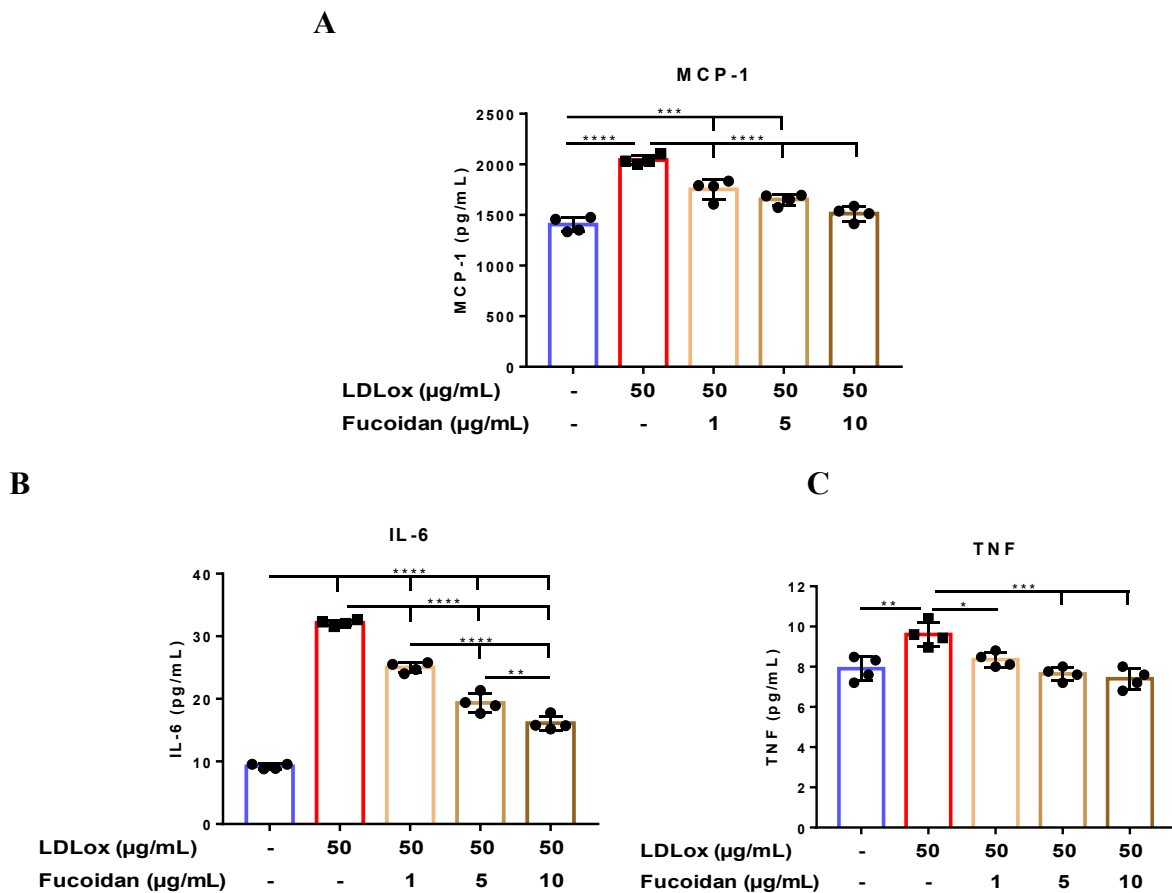 A
MCP-1
MCP-1 (pg/mL)
2500
2000
1500
1000
500
0
***
**** ****
LDLox (µg/mL) - 50 50 50 50
Fucoidan (µg/mL) - - 1 5 10
B
IL-6
IL-6 (pg/mL)
40
30
20
10
0
****
****
****
**
LDLox (µg/mL) - 50 50 50 50
Fucoidan (µg/mL) - - 1 5 10
C
TNF
TNF (pg/mL)
12
10
8
6
4
2
0
***
** *
LDLox (µg/mL) - 50 50 50 50
Fucoidan (µg/mL) - - 1 5 10